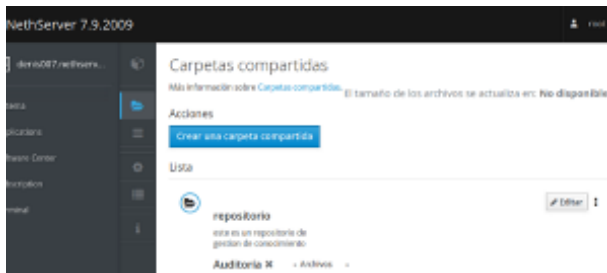 NethServer 7.9.2009
root
Carpetas compartidas
Más información sobre Carpetas compartidas.
El tamaño de los archivos se actualiza en: No disponible
Acciones
Crear una carpeta compartida
Lista
Editar
repositorio
este es un repositorio de
gestion de conocimiento
Auditoría ✖ - Archivos -